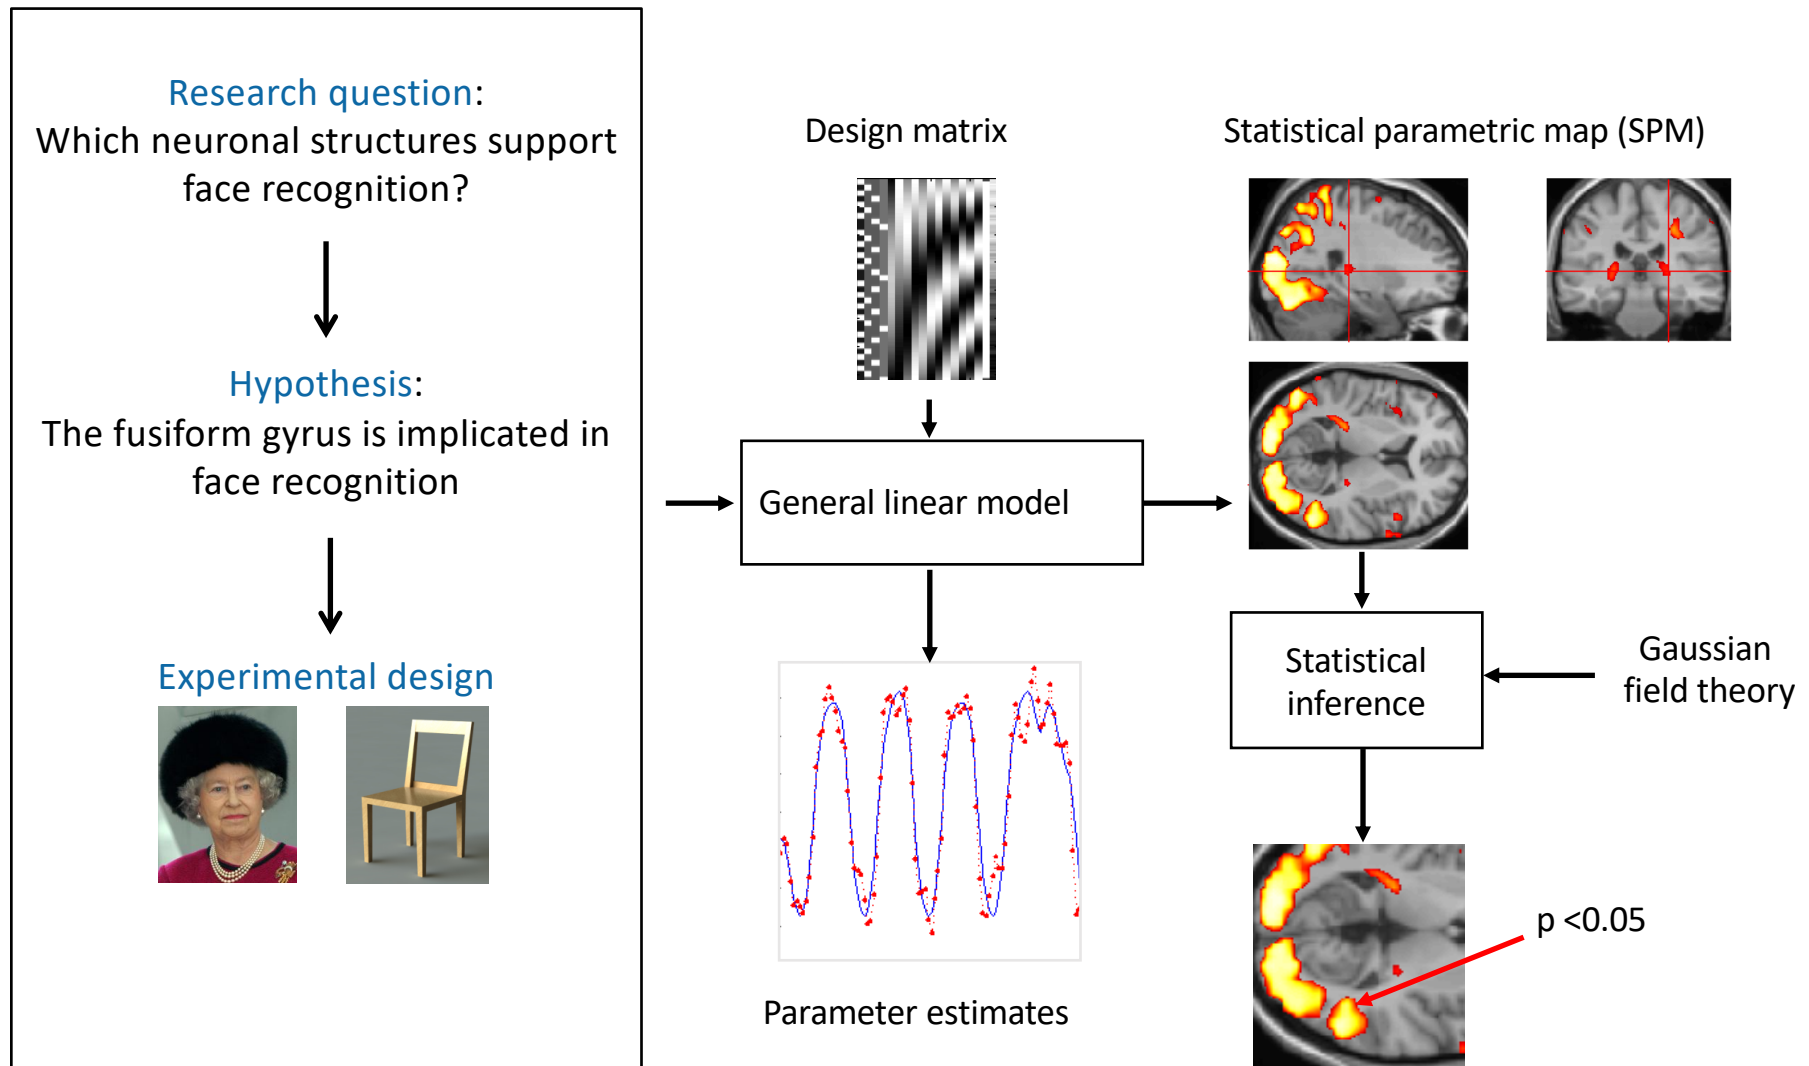 Research question:
Which neuronal structures support
face recognition?
Hypothesis:
The fusiform gyrus is implicated in
face recognition
Experimental design
Design matrix
General linear model
Parameter estimates
Statistical parametric map (SPM)
Statistical
inference
Gaussian
field theory
p <0.05